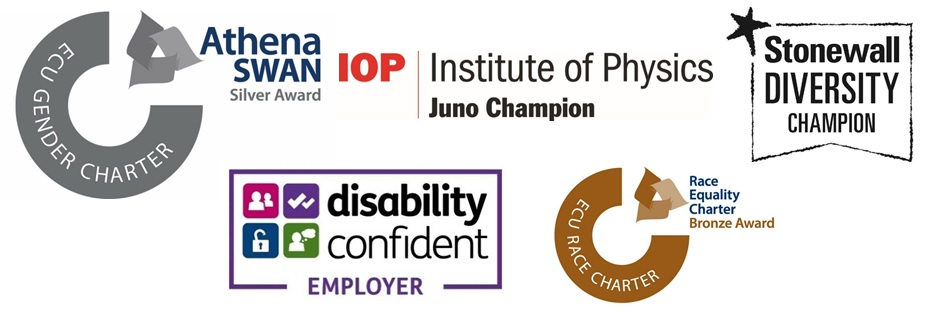 ECU GENDER CHARTER
Athena
SWAN
Silver Award
IOP Institute of Physics
Juno Champion
Stonewall
DIVERSITY
CHAMPION
disability
confident
EMPLOYER
ECU RACE CHARTER
Race
Equality
Charter
Bronze Award